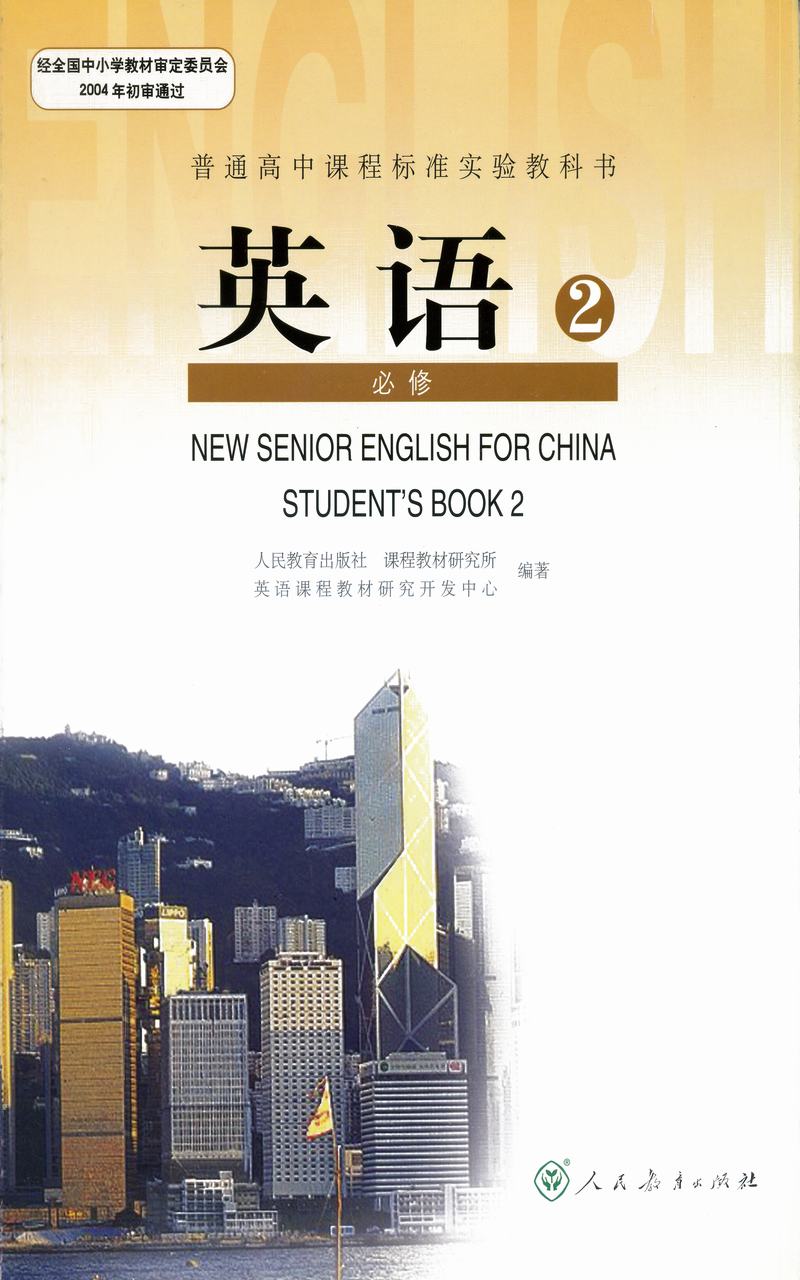 ENGLISH
经全国中小学教材审定委员会
2004年初审通过
普通高中课程标准实验教科书
英语 2
必修
NEW SENIOR ENGLISH FOR CHINA
STUDENT'S BOOK 2
人民教育出版社 课程教材研究所
英语课程教材研究开发中心
编著
NEC
LIPPO
人民教育出版社